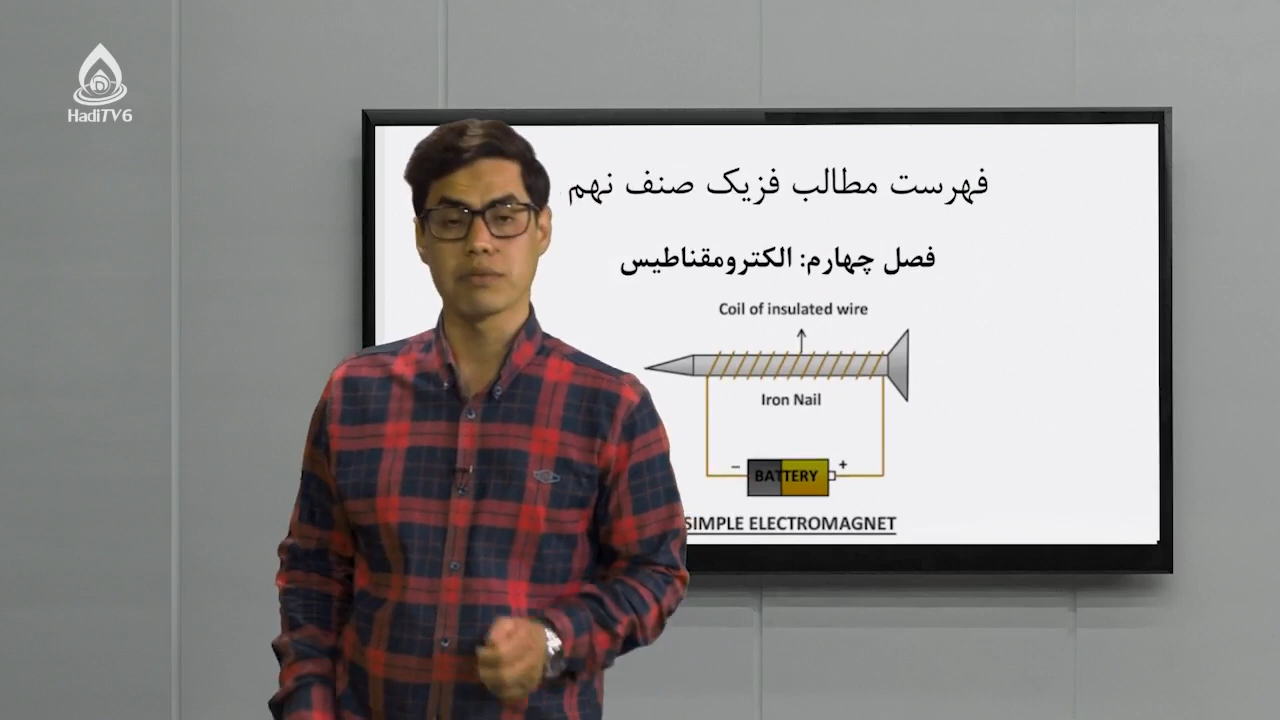 HadiTV6
فهرست مطالب فزیک صنف نهم
فصل چهارم: الکترومقناطیس
Coil of insulated wire
Iron Nail
– +
BATTERY
SIMPLE ELECTROMAGNET